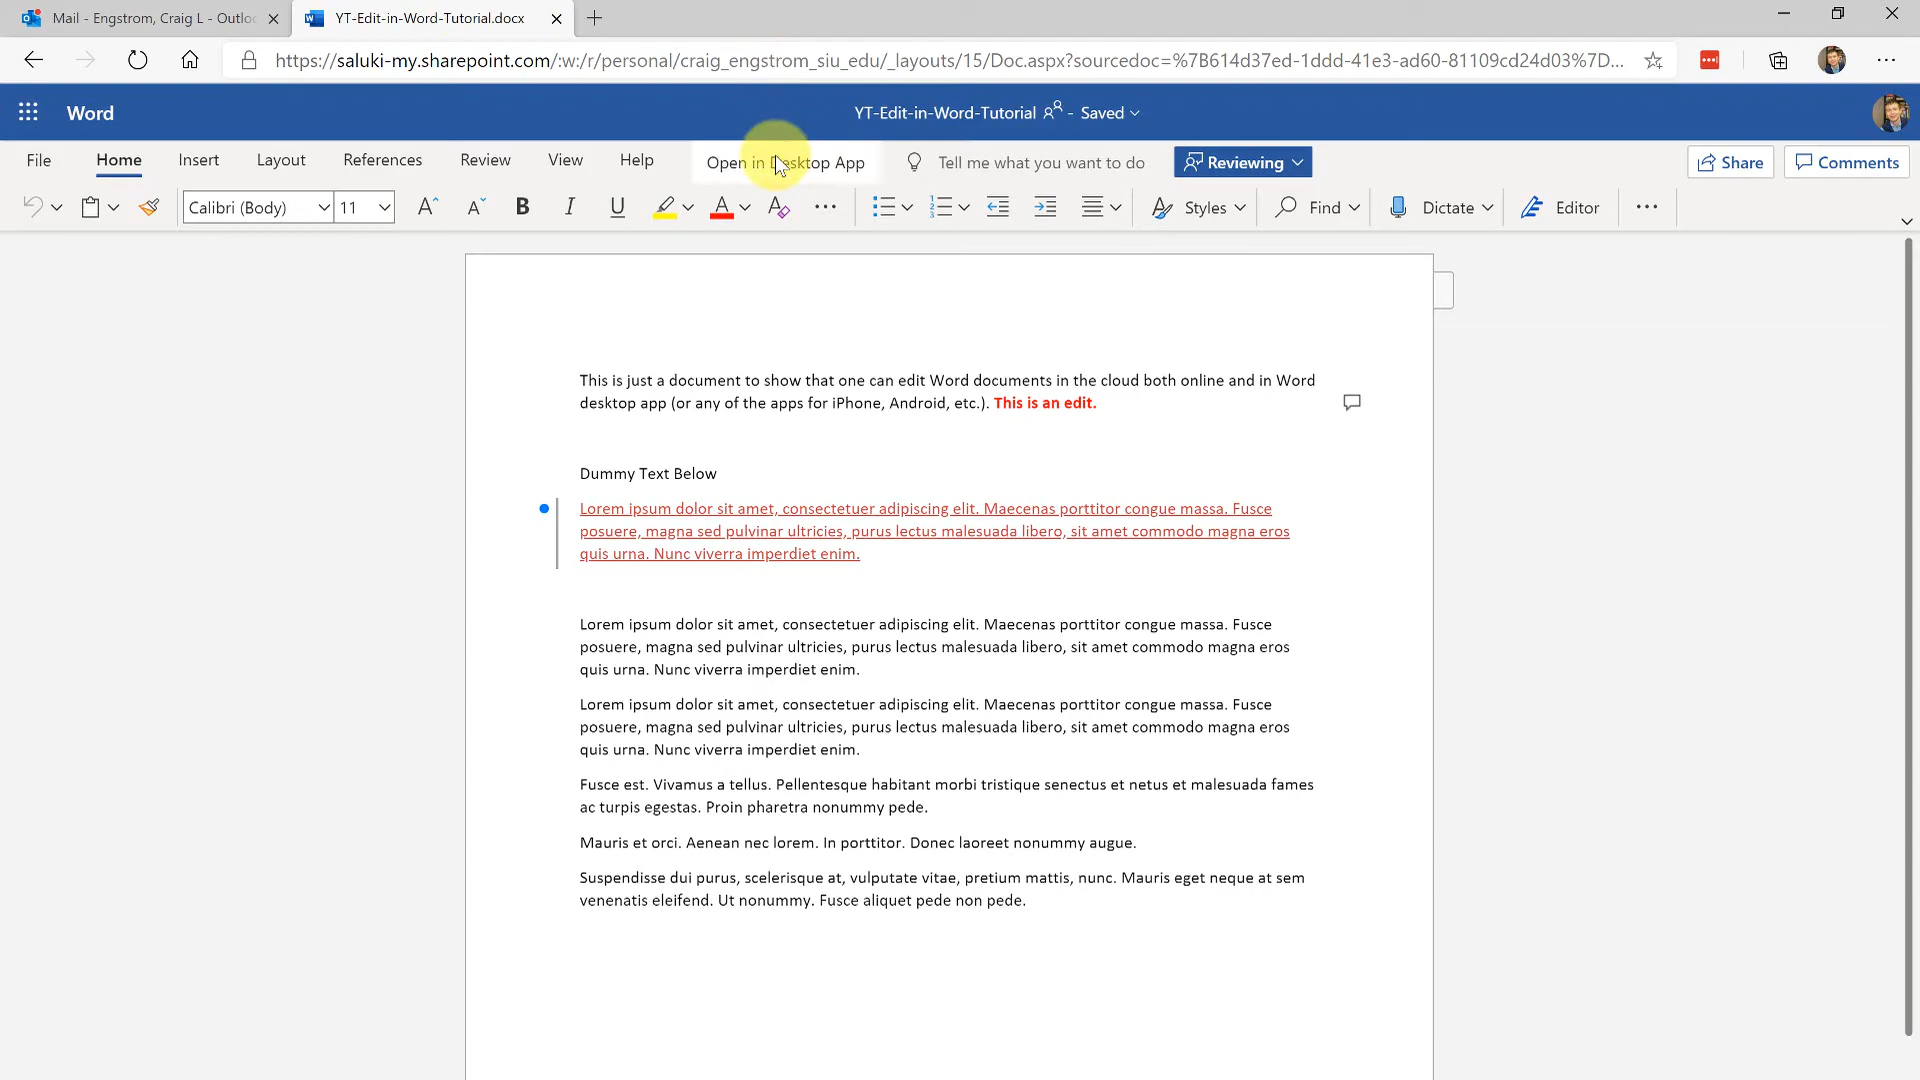 Mail - Engstrom, Craig L - Outlo
YT-Edit-in-Word-Tutorial.docx
https://saluki-my.sharepoint.com/:w:/r/personal/craig_engstrom_siu_edu/_layouts/15/Doc.aspx?sourcedoc=%7B614d37ed-1ddd-41e3-ad60-81109cd24d03%7D...
Word
YT-Edit-in-Word-Tutorial - Saved
File Home Insert Layout References Review View Help Open in Desktop App Tell me what you want to do Reviewing Share Comments
Calibri (Body) 11 Styles Find Dictate Editor
This is just a document to show that one can edit Word documents in the cloud both online and in Word
desktop app (or any of the apps for iPhone, Android, etc.). This is an edit.
Dummy Text Below
Lorem ipsum dolor sit amet, consectetuer adipiscing elit. Maecenas porttitor congue massa. Fusce
posuere, magna sed pulvinar ultricies, purus lectus malesuada libero, sit amet commodo magna eros
quis urna. Nunc viverra imperdiet enim.
Lorem ipsum dolor sit amet, consectetuer adipiscing elit. Maecenas porttitor congue massa. Fusce
posuere, magna sed pulvinar ultricies, purus lectus malesuada libero, sit amet commodo magna eros
quis urna. Nunc viverra imperdiet enim.
Lorem ipsum dolor sit amet, consectetuer adipiscing elit. Maecenas porttitor congue massa. Fusce
posuere, magna sed pulvinar ultricies, purus lectus malesuada libero, sit amet commodo magna eros
quis urna. Nunc viverra imperdiet enim.
Fusce est. Vivamus a tellus. Pellentesque habitant morbi tristique senectus et netus et malesuada fames
ac turpis egestas. Proin pharetra nonummy pede.
Mauris et orci. Aenean nec lorem. In porttitor. Donec laoreet nonummy augue.
Suspendisse dui purus, scelerisque at, vulputate vitae, pretium mattis, nunc. Mauris eget neque at sem
venenatis eleifend. Ut nonummy. Fusce aliquet pede non pede.